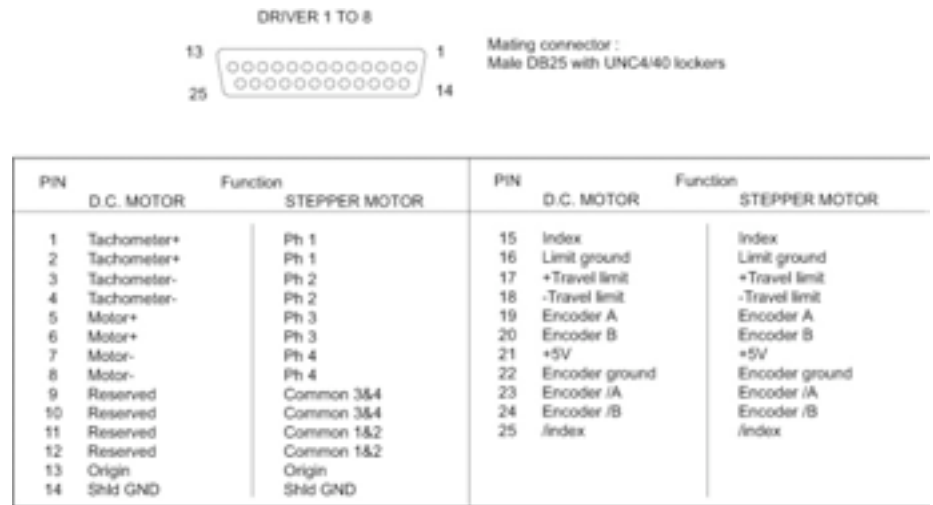 DRIVER 1 TO 8
13 1
25 14
Mating connector :
Male DB25 with UNC4/40 lockers
PIN Function
D.C. MOTOR STEPPER MOTOR
1 Tachometer+ Ph 1
2 Tachometer+ Ph 1
3 Tachometer- Ph 2
4 Tachometer- Ph 2
5 Motor+ Ph 3
6 Motor+ Ph 3
7 Motor- Ph 4
8 Motor- Ph 4
9 Reserved Common 3&4
10 Reserved Common 3&4
11 Reserved Common 1&2
12 Reserved Common 1&2
13 Origin Origin
14 Shld GND Shld GND
PIN Function
D.C. MOTOR STEPPER MOTOR
15 Index Index
16 Limit ground Limit ground
17 +Travel limit +Travel limit
18 -Travel limit -Travel limit
19 Encoder A Encoder A
20 Encoder B Encoder B
21 +5V +5V
22 Encoder ground Encoder ground
23 Encoder /A Encoder /A
24 Encoder /B Encoder /B
25 /Index /Index